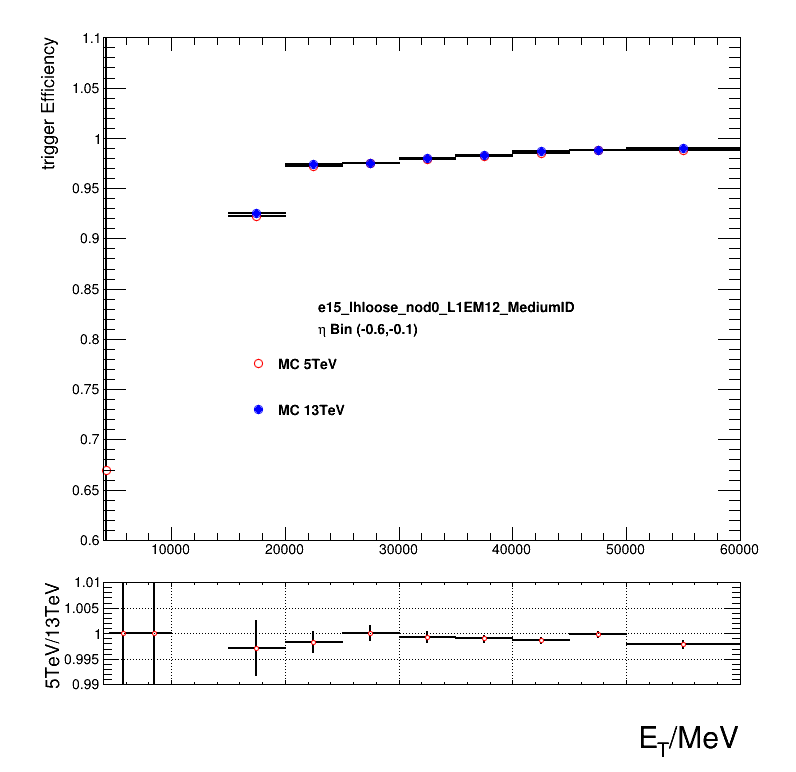 trigger Efficiency
1.1
1.05
1
0.95
0.9
0.85
0.8
0.75
0.7
0.65
0.6
e15_lhloose_nod0_L1EM12_MediumID
η Bin (-0.6,-0.1)
MC 5TeV
MC 13TeV
10000 20000 30000 40000 50000 60000
5TeV/13TeV
1.01
1.005
1
0.995
0.99
E_T/MeV